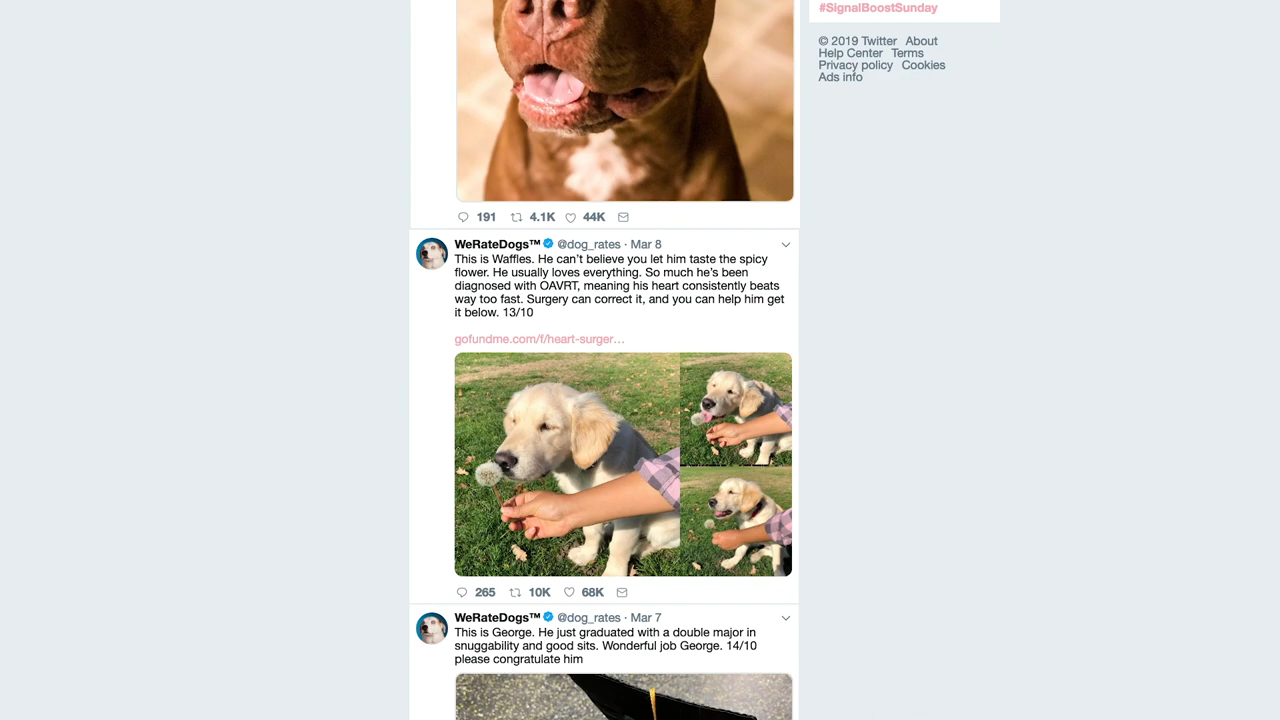 #SignalBoostSunday
© 2019 Twitter About
Help Center Terms
Privacy policy Cookies
Ads info
191 4.1K 44K
WeRateDogs™ @dog_rates · Mar 8
This is Waffles. He can’t believe you let him taste the spicy
flower. He usually loves everything. So much he’s been
diagnosed with OAVRT, meaning his heart consistently beats
way too fast. Surgery can correct it, and you can help him get
it below. 13/10
gofundme.com/f/heart-surger…
265 10K 68K
WeRateDogs™ @dog_rates · Mar 7
This is George. He just graduated with a double major in
snuggability and good sits. Wonderful job George. 14/10
please congratulate him